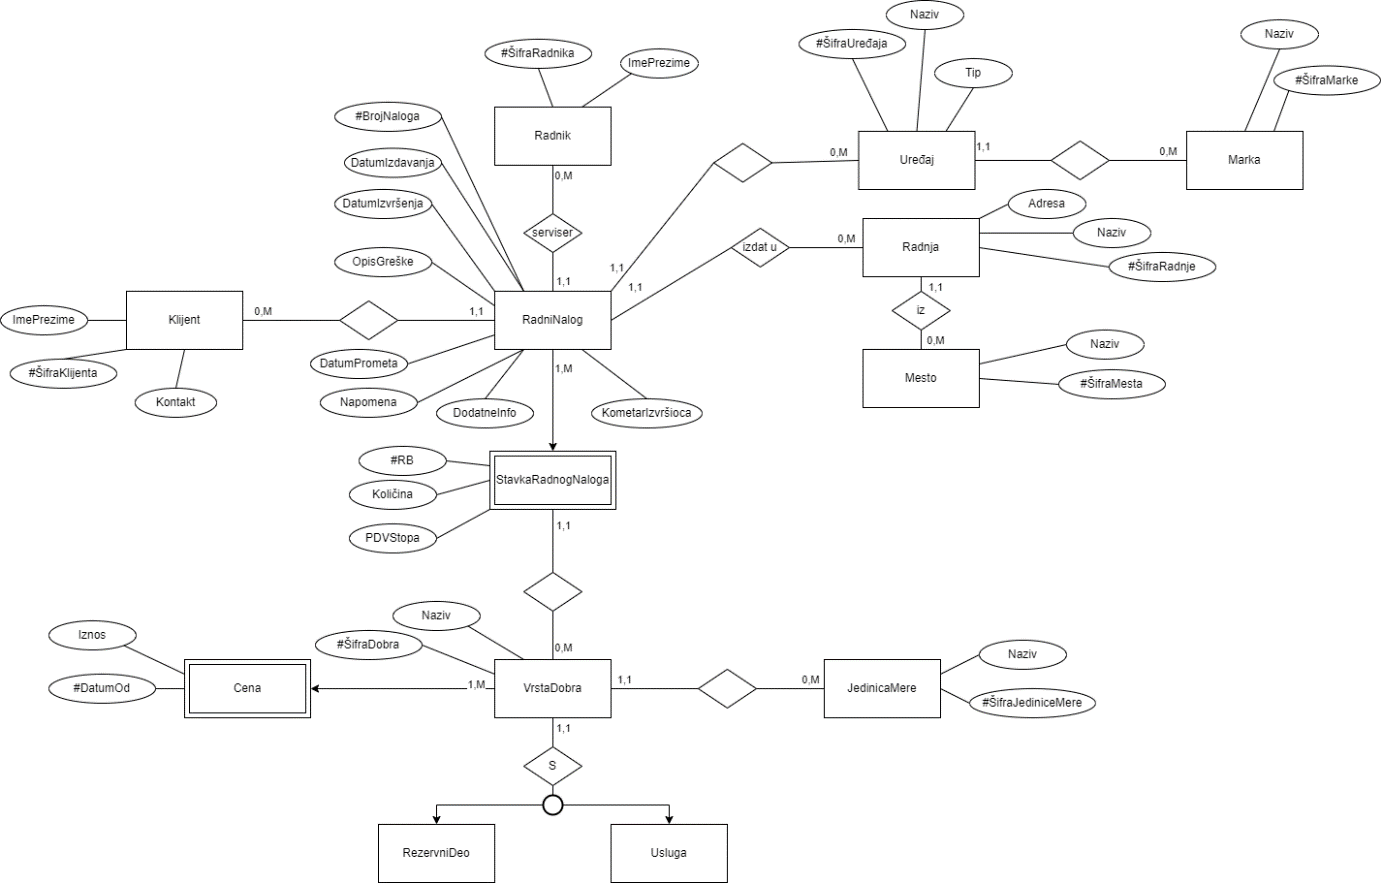 Naziv
#ŠifraUređaja
Tip
Naziv
#ŠifraMarke
#ŠifraRadnika
ImePrezime
Radnik
0,M
serviser
1,1
#BrojNaloga
DatumIzdavanja
DatumIzvršenja
OpisGreške
0,M
Uređaj
1,1
0,M
Marka
1,1
1,1
izdat u
0,M
Radnja
Adresa
Naziv
#ŠifraRadnje
1,1
iz
0,M
Mesto
Naziv
#ŠifraMesta
ImePrezime
#ŠifraKlijenta
Kontakt
Klijent
0,M
1,1
RadniNalog
DatumPrometa
Napomena
DodatneInfo
1,M
KometarIzvršioca
#RB
Količina
PDVStopa
StavkaRadnogNaloga
1,1
0,M
Naziv
#ŠifraDobra
Iznos
#DatumOd
Cena
1,M
VrstaDobra
1,1
0,M
JedinicaMere
Naziv
#ŠifraJediniceMere
1,1
S
RezervniDeo
Usluga